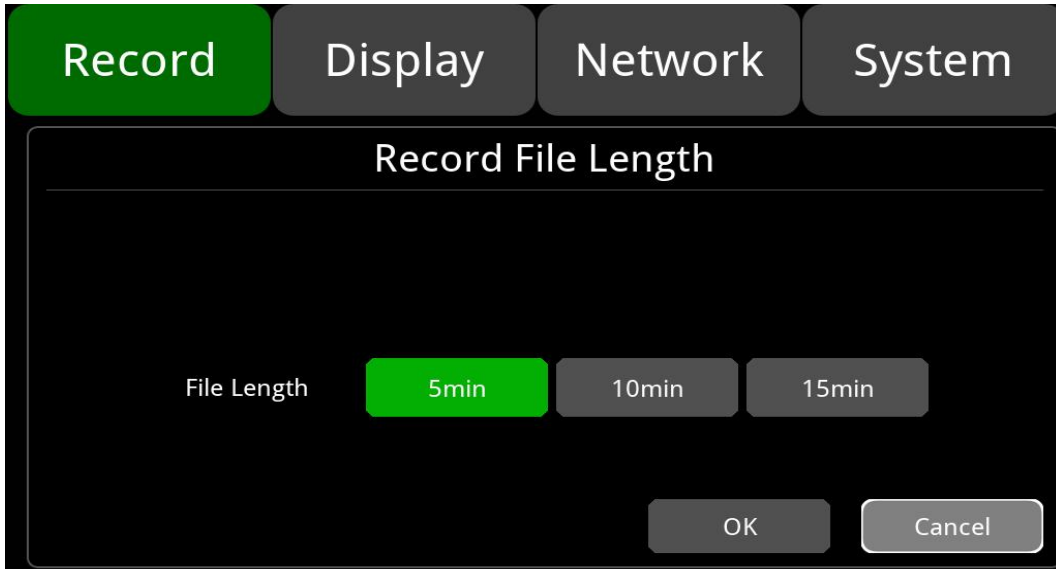 Record Display Network System
Record File Length
File Length 5min 10min 15min
OK Cancel